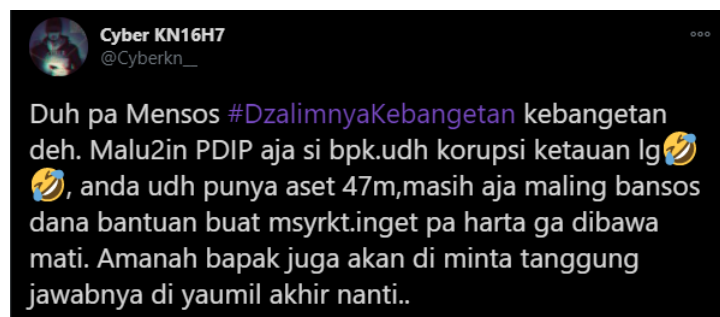 Cyber KN16H7
@Cyberkn__
Duh pa Mensos #DzalimnyaKebangetan kebangetan
deh. Malu2in PDIP aja si bpk.udh korupsi ketauan lg🤣
🤣, anda udh punya aset 47m,masih aja maling bansos
dana bantuan buat msyrkt.inget pa harta ga dibawa
mati. Amanah bapak juga akan di minta tanggung
jawabnya di yaumil akhir nanti..